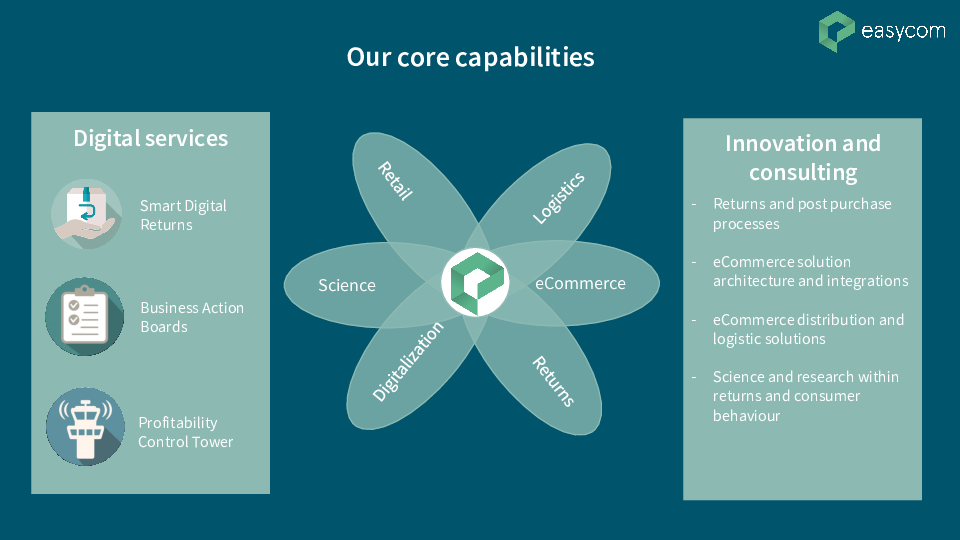 easycom
Our core capabilities
Digital services
Smart Digital
Returns
Business Action
Boards
Profitability
Control Tower
Retail
Logistics
Science
eCommerce
Digitalization
Returns
Innovation and
consulting
- Returns and post purchase
processes
- eCommerce solution
architecture and integrations
- eCommerce distribution and
logistic solutions
- Science and research within
returns and consumer
behaviour